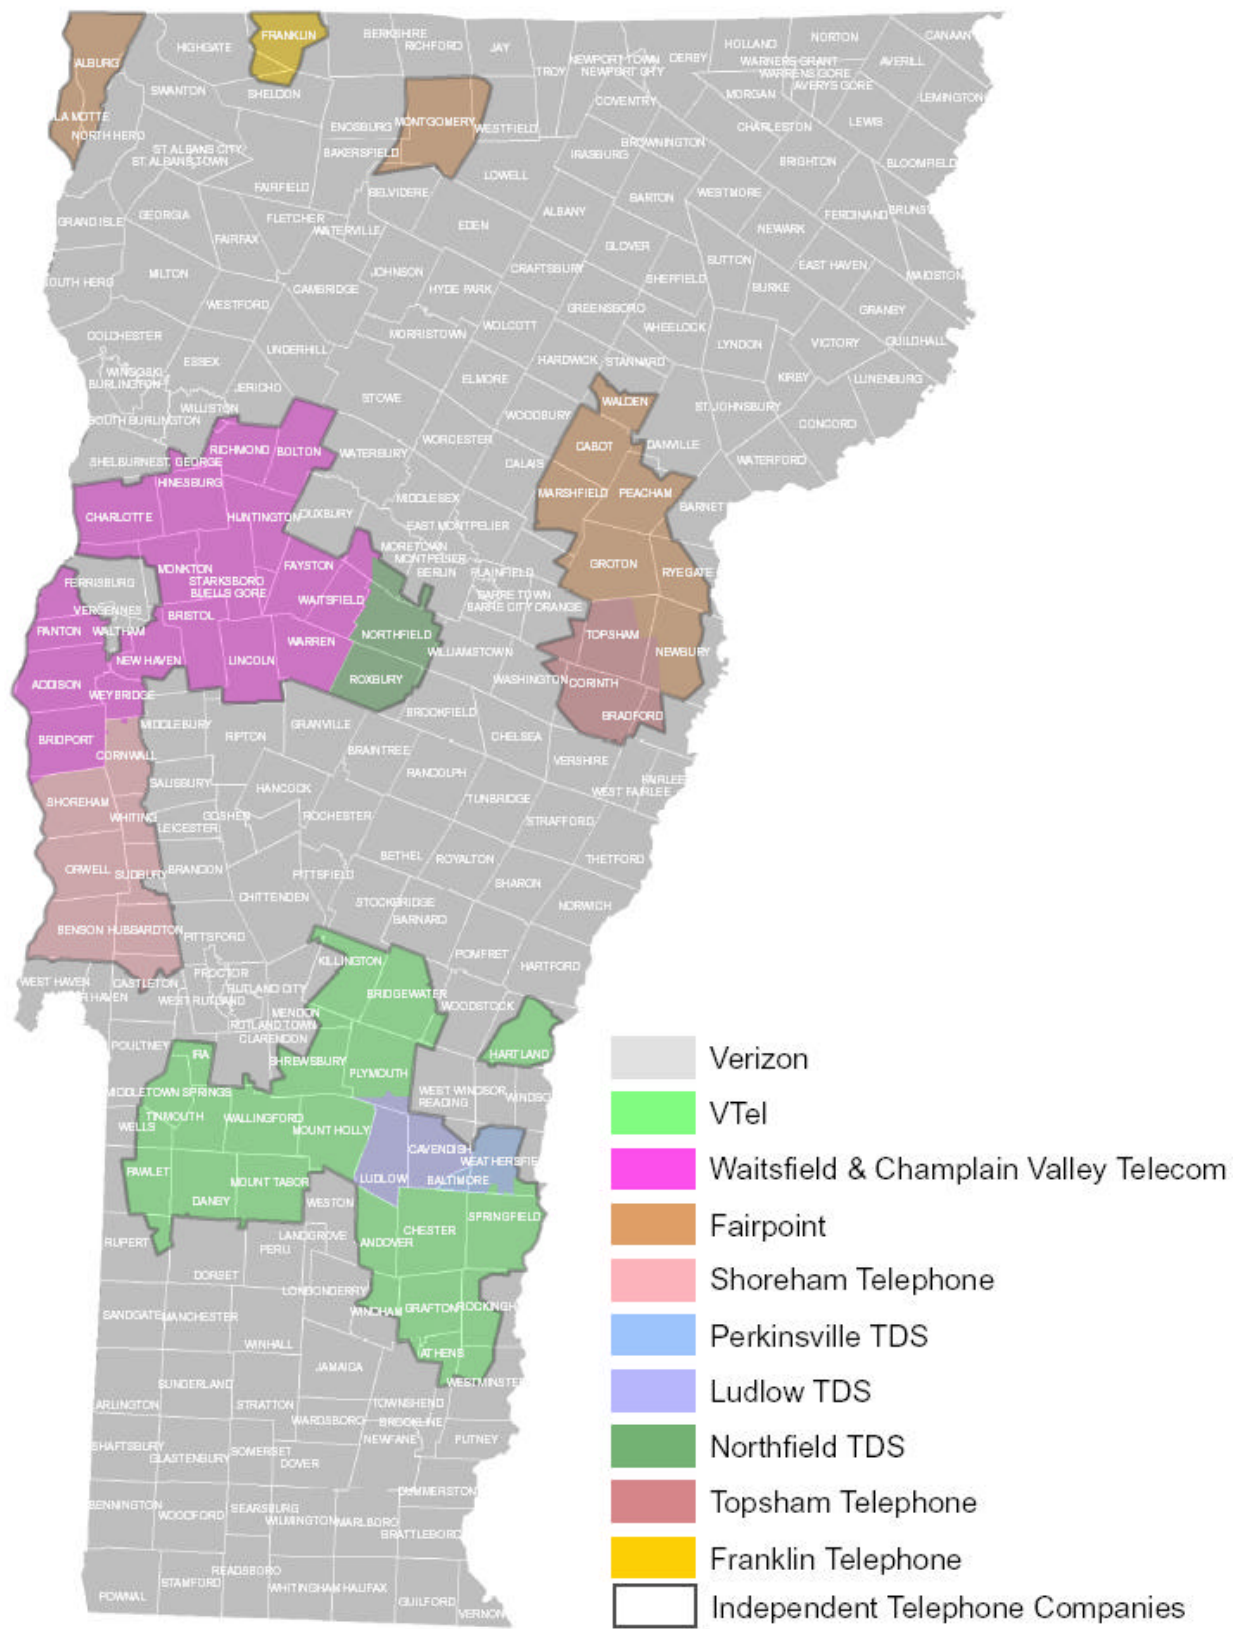 FRANKLIN
BERKSHIRE
RICHFORD
JAY
HIGHGATE
ALBURG
HOLLAND
NORTON
CANAAN
NEWPORT TOWN
NEWPORT CITY
DERBY
WARNERS GRANT
WARRENS GORE
AVERYS GORE
AVERILL
TROY
SWANTON
SHELDON
MORGAN
LEMINGTON
COVENTRY
LA MOTTE
NORTH HERO
ENOSBURG
MONTGOMERY
WESTFIELD
CHARLESTON
LEWIS
ST ALBANS CITY
ST. ALBANS TOWN
BAKERSFIELD
IRASBURG
BROWNINGTON
BRIGHTON
BLOOMFIELD
FAIRFIELD
BELVIDERE
LOWELL
BARTON
WESTMORE
GRAND ISLE
GEORGIA
FLETCHER
WATERVILLE
EDEN
ALBANY
FERDINAND
BRUNSW
FAIRFAX
NEWARK
GLOVER
SUTTON
EAST HAVEN
MAIDSTON
OUTH HERO
MILTON
JOHNSON
CRAFTSBURY
SHEFFIELD
BURKE
WESTFORD
CAMBRIDGE
HYDE PARK
GREENSBORO
GRANBY
COLCHESTER
MORRISTOWN
WOLCOTT
WHEELOCK
LYNDON
VICTORY
GUILDHALL
UNDERHILL
ESSEX
HARDWICK
STANNARD
WINOOSKI
BURLINGTON
JERICHO
ELMORE
KIRBY
LUNENBURG
STOWE
WALDEN
ST JOHNSBURY
WILLISTON
SOUTH BURLINGTON
WOODBURY
CONCORD
RICHMOND
BOLTON
WATERBURY
WORCESTER
CABOT
DANVILLE
SHELBURNE
ST. GEORGE
CALAIS
WATERFORD
HINESBURG
MARSHFIELD
PEACHAM
MIDDLESEX
BARNET
CHARLOTTE
HUNTINGTON
DUXBURY
EAST MONTPELIER
MORETOWN
MONTPELIER
MONKTON
FAYSTON
BERLIN
PLAINFIELD
GROTON
RYEGATE
FERRISBURG
STARKSBORO
BUELLS GORE
WAITSFIELD
BARRE TOWN
BARRE CITY
ORANGE
VERGENNES
BRISTOL
PANTON
WALTHAM
WARREN
NORTHFIELD
TOPSHAM
NEWBURY
NEW HAVEN
LINCOLN
WILLIAMSTOWN
ADDISON
WEYBRIDGE
ROXBURY
WASHINGTON
CORINTH
BRADFORD
BRIDPORT
MIDDLEBURY
RIPTON
GRANVILLE
BROOKFIELD
CHELSEA
CORNWALL
BRAINTREE
VERSHIRE
SALISBURY
RANDOLPH
FAIRLEE
WEST FAIRLEE
SHOREHAM
HANCOCK
TUNBRIDGE
WHITING
LEICESTER
GOSHEN
ROCHESTER
STRAFFORD
ORWELL
SUDBURY
BRANDON
PITTSFIELD
BETHEL
ROYALTON
THETFORD
CHITTENDEN
SHARON
STOCKBRIDGE
BARNARD
NORWICH
BENSON
HUBBARDTON
PITTSFORD
KILLINGTON
POMFRET
HARTFORD
WEST HAVEN
CASTLETON
PROCTOR
RUTLAND CITY
WEST RUTLAND
BRIDGEWATER
WOODSTOCK
MENDON
RUTLAND TOWN
CLARENDON
POULTNEY
IRA
SHREWSBURY
PLYMOUTH
HARTLAND
MIDDLETOWN SPRINGS
WEST WINDSOR
READING
WINDSO
TINMOUTH
WALLINGFORD
WELLS
MOUNT HOLLY
CAVENDISH
WEATHERSFIE
PAWLET
MOUNT TABOR
LUDLOW
BALTIMORE
DANBY
WESTON
SPRINGFIELD
CHESTER
RUPERT
PERU
LANDGROVE
ANDOVER
DORSET
LONDONDERRY
SANDGATE
MANCHESTER
WINDHAM
GRAFTON
ROCKINGH
WINHALL
ATHENS
JAMAICA
SUNDERLAND
WESTMINSTE
ARLINGTON
STRATTON
TOWNSHEND
WARDSBORO
BROOKLINE
SHAFTSBURY
GLASTENBURY
SOMERSET
DOVER
NEWFANE
PUTNEY
DUMMERSTON
BENNINGTON
WOODFORD
SEARSBURG
WILMINGTON
MARLBORO
BRATTLEBORO
POWNAL
STAMFORD
READSBORO
WHITINGHAM
HALIFAX
GUILFORD
VERNON
Verizon
VTel
Waitsfield & Champlain Valley Telecom
Fairpoint
Shoreham Telephone
Perkinsville TDS
Ludlow TDS
Northfield TDS
Topsham Telephone
Franklin Telephone
Independent Telephone Companies